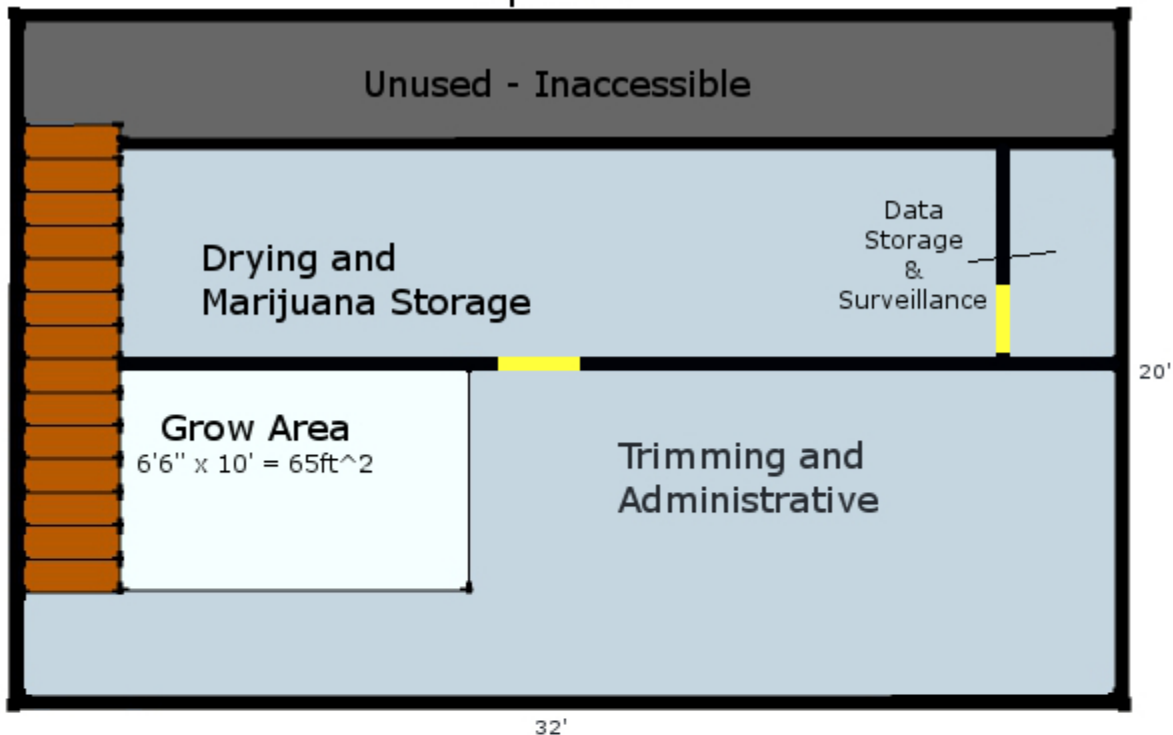 Unused - Inaccessible
Data
Storage
&
Surveillance
Drying and
Marijuana Storage
20'
Grow Area
6'6" x 10' = 65ft^2
Trimming and
Administrative
32'